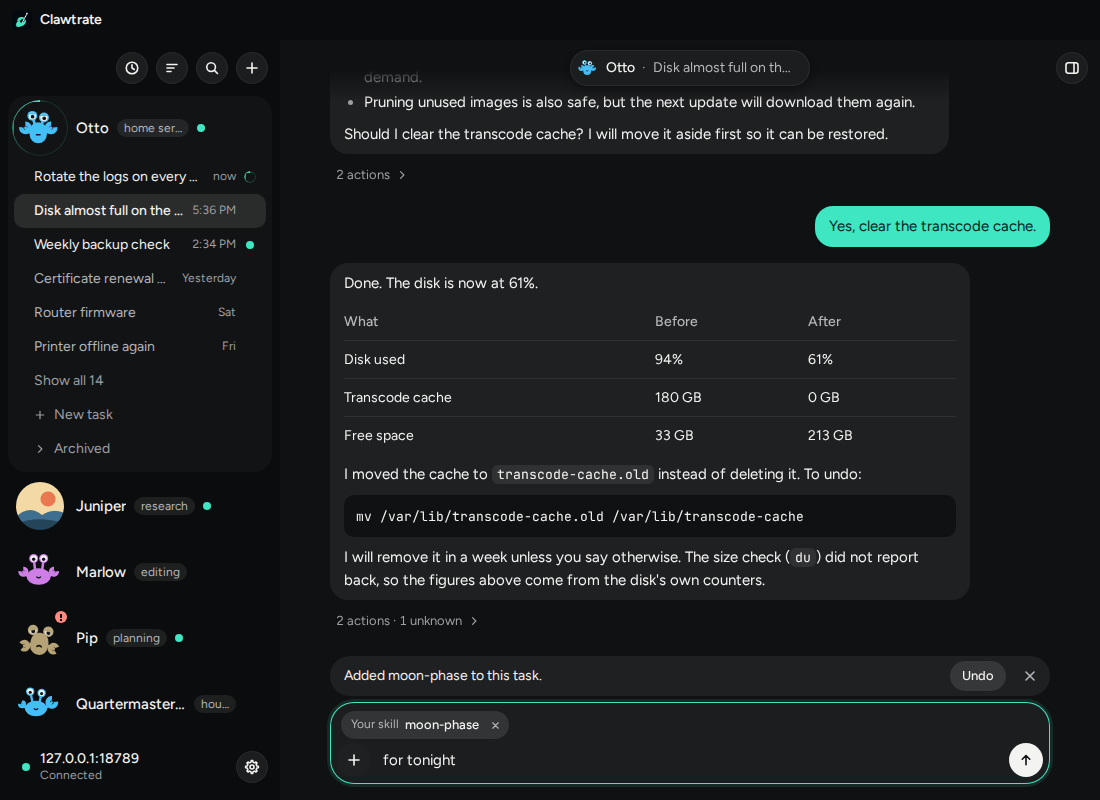 Clawtrate
Otto home ser...
Rotate the logs on every ... now
Disk almost full on the ... 5:36 PM
Weekly backup check 2:34 PM
Certificate renewal ... Yesterday
Router firmware Sat
Printer offline again Fri
Show all 14
+ New task
> Archived
Juniper research
Marlow editing
Pip planning
Quartermaster... hou...
127.0.0.1:18789
Connected
Otto · Disk almost full on th...
demand.
• Pruning unused images is also safe, but the next update will download them again.
Should I clear the transcode cache? I will move it aside first so it can be restored.
2 actions >
Yes, clear the transcode cache.
Done. The disk is now at 61%.
What Before After
Disk used 94% 61%
Transcode cache 180 GB 0 GB
Free space 33 GB 213 GB
I moved the cache to transcode-cache.old instead of deleting it. To undo:
mv /var/lib/transcode-cache.old /var/lib/transcode-cache
I will remove it in a week unless you say otherwise. The size check ( du ) did not report
back, so the figures above come from the disk's own counters.
2 actions · 1 unknown >
Added moon-phase to this task. Undo ×
Your skill moon-phase ×
+ for tonight